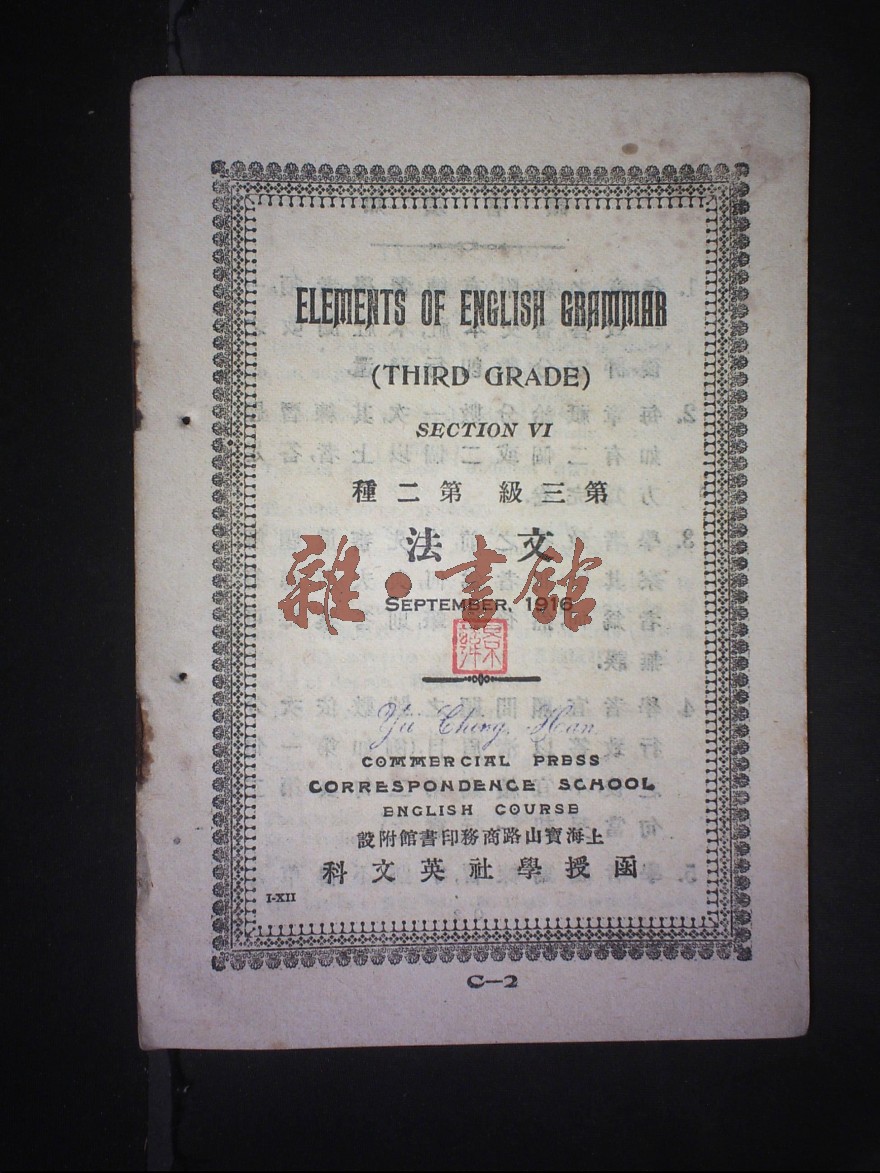 ELEMENTS OF ENGLISH GRAMMAR
(THIRD GRADE)
SECTION VI
第三級 第二種
文法
雜·書館
SEPTEMBER, 1916
Yü Ching Han
COMMERCIAL PRESS
CORRESPONDENCE SCHOOL
ENGLISH COURSE
上海寶山路商務印書館附設
函授學社英文科
I-XII
C—2